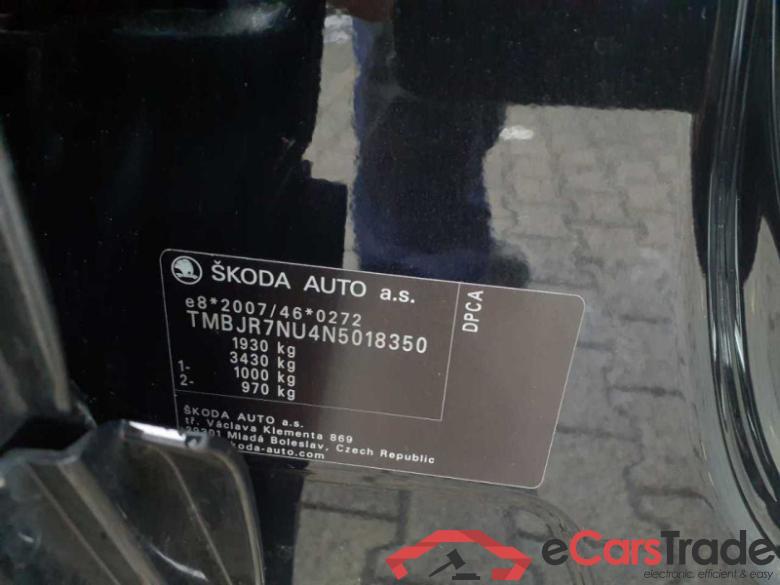 ŠKODA AUTO a.s.
e8*2007/46*0272
TMBJR7NU4N5018350
1930 kg
3430 kg
1- 1000 kg
2- 970 kg
DPCA
ŠKODA AUTO a.s.
tř. Václava Klementa 869
29301 Mladá Boleslav, Czech Republic
koda-auto.com
eCarsTrade
electronic. efficient & easy